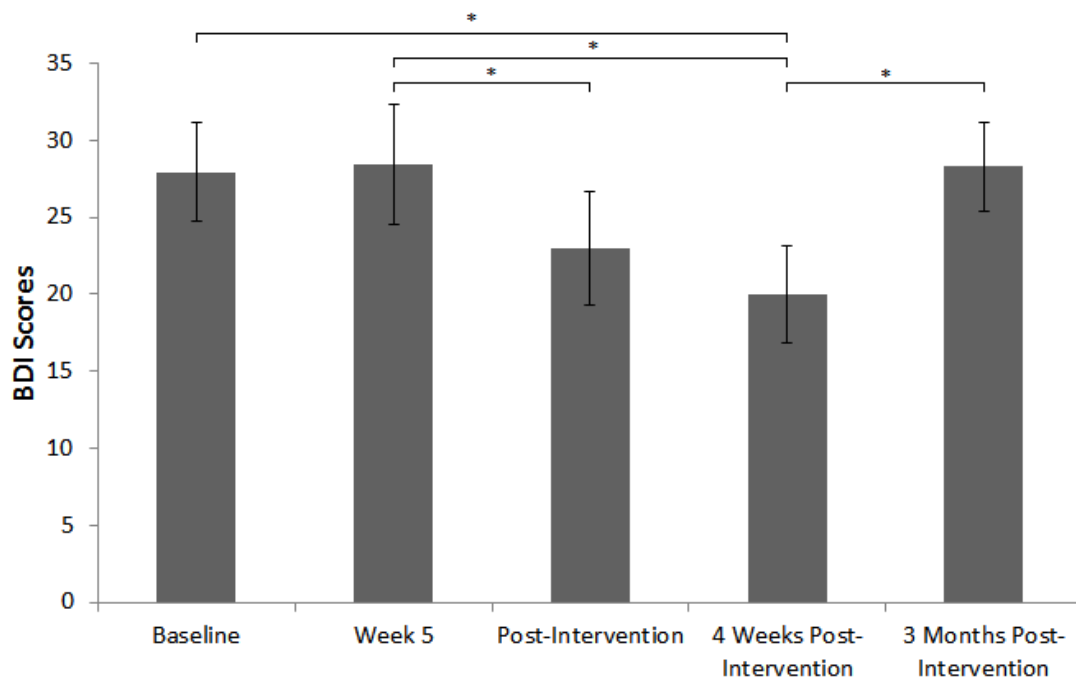 *
*
*
*
35
30
25
20
15
10
5
0
BDI Scores
Baseline
Week 5
Post-Intervention
4 Weeks Post-
Intervention
3 Months Post-
Intervention